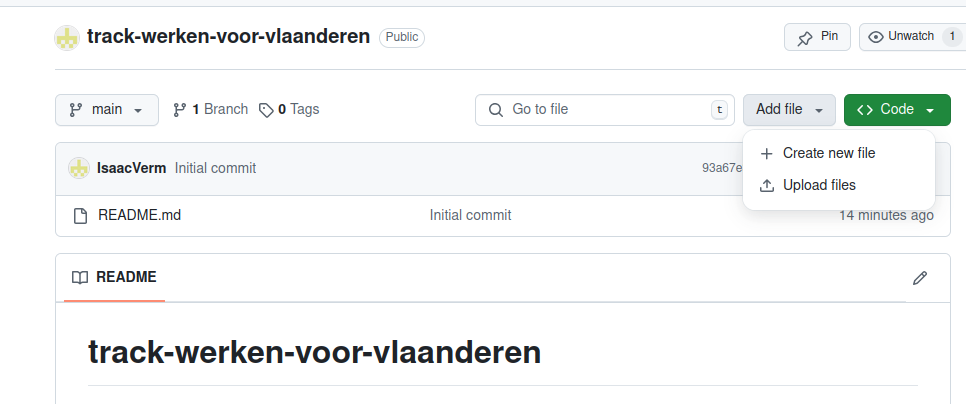 track-werken-voor-vlaanderen Public Pin Unwatch 1
main 1 Branch 0 Tags Go to file t Add file Code
Create new file
Upload files
IsaacVerm Initial commit 93a67e
README.md Initial commit 14 minutes ago
README
track-werken-voor-vlaanderen